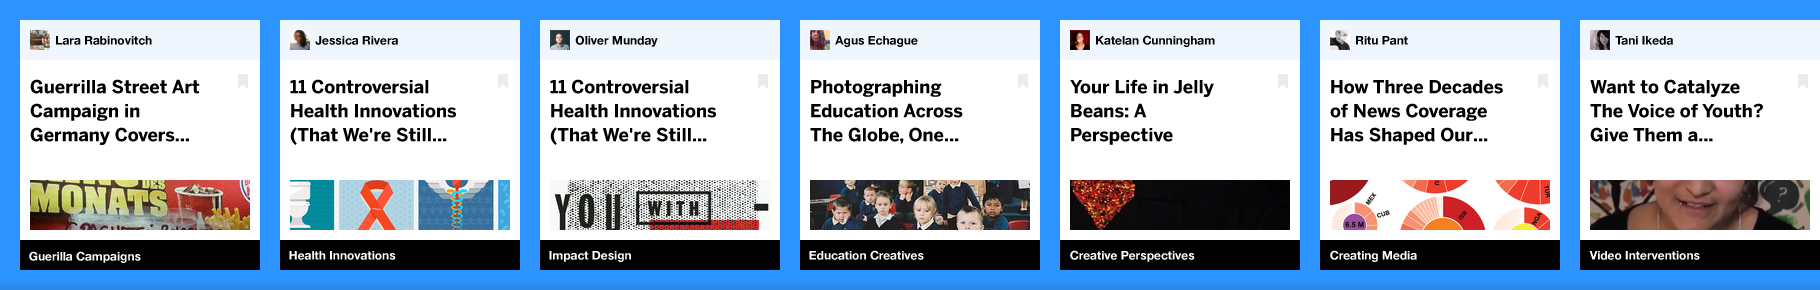 Lara Rabinovitch
Guerrilla Street Art
Campaign in
Germany Covers...
DES
MONATS
Guerilla Campaigns
Jessica Rivera
11 Controversial
Health Innovations
(That We're Still...
Health Innovations
Oliver Munday
11 Controversial
Health Innovations
(That We're Still...
YOU WITH
Impact Design
Agus Echague
Photographing
Education Across
The Globe, One...
Education Creatives
Katelan Cunningham
Your Life in Jelly
Beans: A
Perspective
Creative Perspectives
Ritu Pant
How Three Decades
of News Coverage
Has Shaped Our...
MEX
CUB
6.5 M
ISR
Creating Media
Tani Ikeda
Want to Catalyze
The Voice of Youth?
Give Them a...
?
Video Interventions